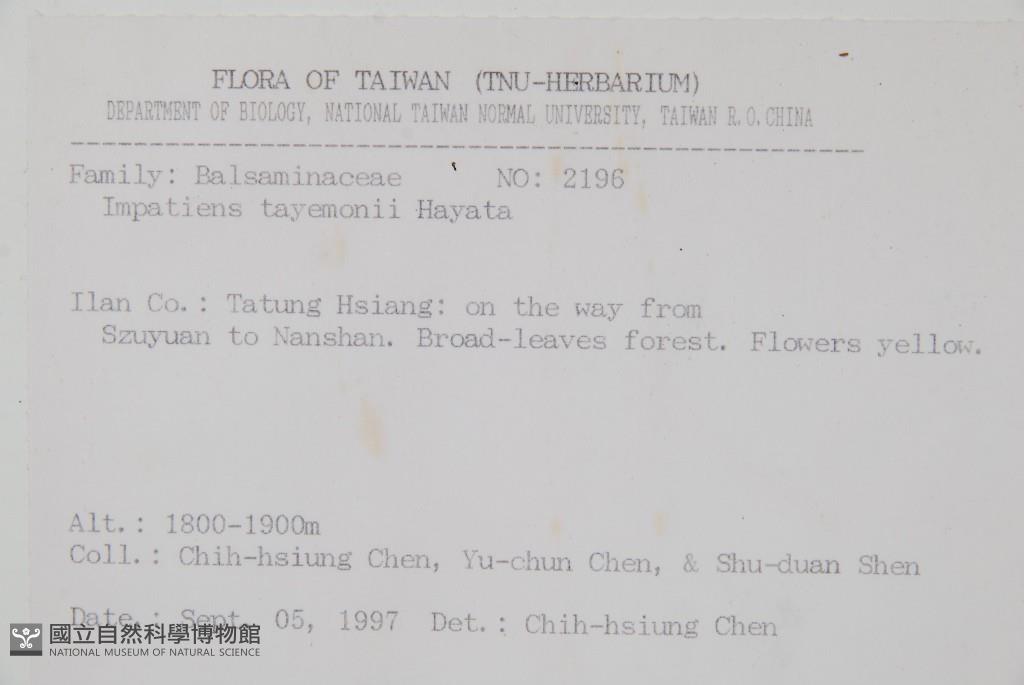 FLORA OF TAIWAN (TNU-HERBARIUM)
DEPARTMENT OF BIOLOGY, NATIONAL TAIWAN NORMAL UNIVERSITY, TAIWAN R.O.CHINA
Family: Balsaminaceae NO: 2196
Impatiens tayemonii Hayata
Ilan Co.: Tatung Hsiang: on the way from
Szuyuan to Nanshan. Broad-leaves forest. Flowers yellow.
Alt.: 1800-1900m
Coll.: Chih-hsiung Chen, Yu-chun Chen, & Shu-duan Shen
Date.: Sept. 05, 1997 Det.: Chih-hsiung Chen
國立自然科學博物館
NATIONAL MUSEUM OF NATURAL SCIENCE